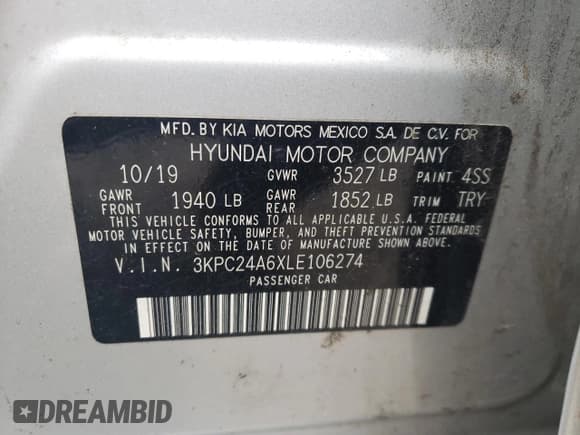 MFD. BY KIA MOTORS MEXICO S.A. DE C.V. FOR
HYUNDAI MOTOR COMPANY
10/19 GVWR 3527 LB PAINT 4SS
GAWR FRONT 1940 LB GAWR REAR 1852 LB TRIM TRY
THIS VEHICLE CONFORMS TO ALL APPLICABLE U.S.A. FEDERAL
MOTOR VEHICLE SAFETY, BUMPER, AND THEFT PREVENTION STANDARDS
IN EFFECT ON THE DATE OF MANUFACTURE SHOWN ABOVE.
V.I.N. 3KPC24A6XLE106274
PASSENGER CAR
DREAMBID